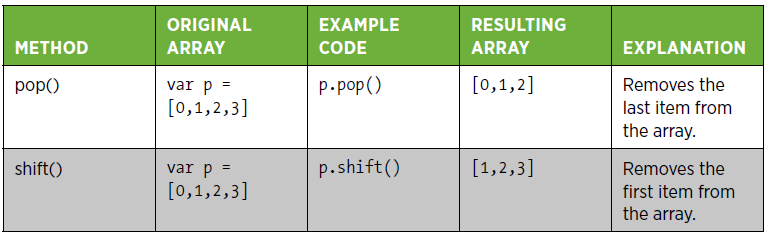 METHOD
ORIGINAL
ARRAY
EXAMPLE
CODE
RESULTING
ARRAY
EXPLANATION
pop()
var p =
[0,1,2,3]
p.pop()
[0,1,2]
Removes the
last item from
the array.
shift()
var p =
[0,1,2,3]
p.shift()
[1,2,3]
Removes the
first item from
the array.